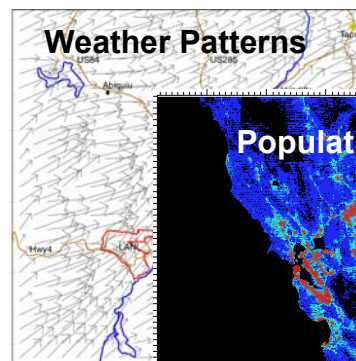 Weather Patterns
US84
US285
Abiquiu
Populat
Hwy4
LANL